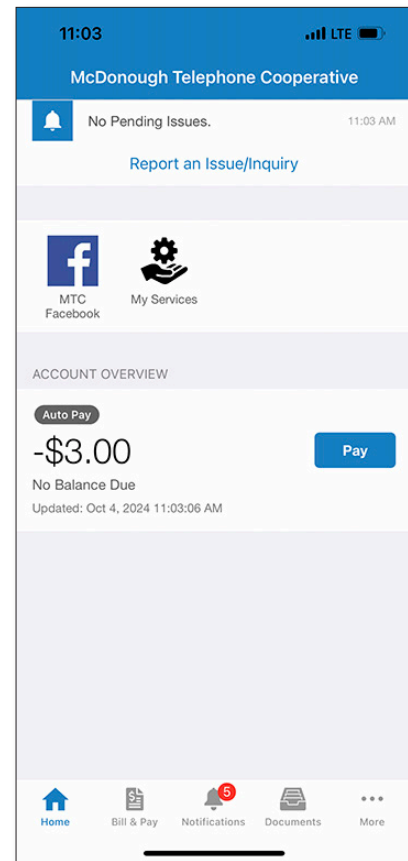 11:03 LTE
McDonough Telephone Cooperative
No Pending Issues. 11:03 AM
Report an Issue/Inquiry
f
MTC Facebook My Services
ACCOUNT OVERVIEW
Auto Pay
-$3.00 Pay
No Balance Due
Updated: Oct 4, 2024 11:03:06 AM
5
Home Bill & Pay Notifications Documents More